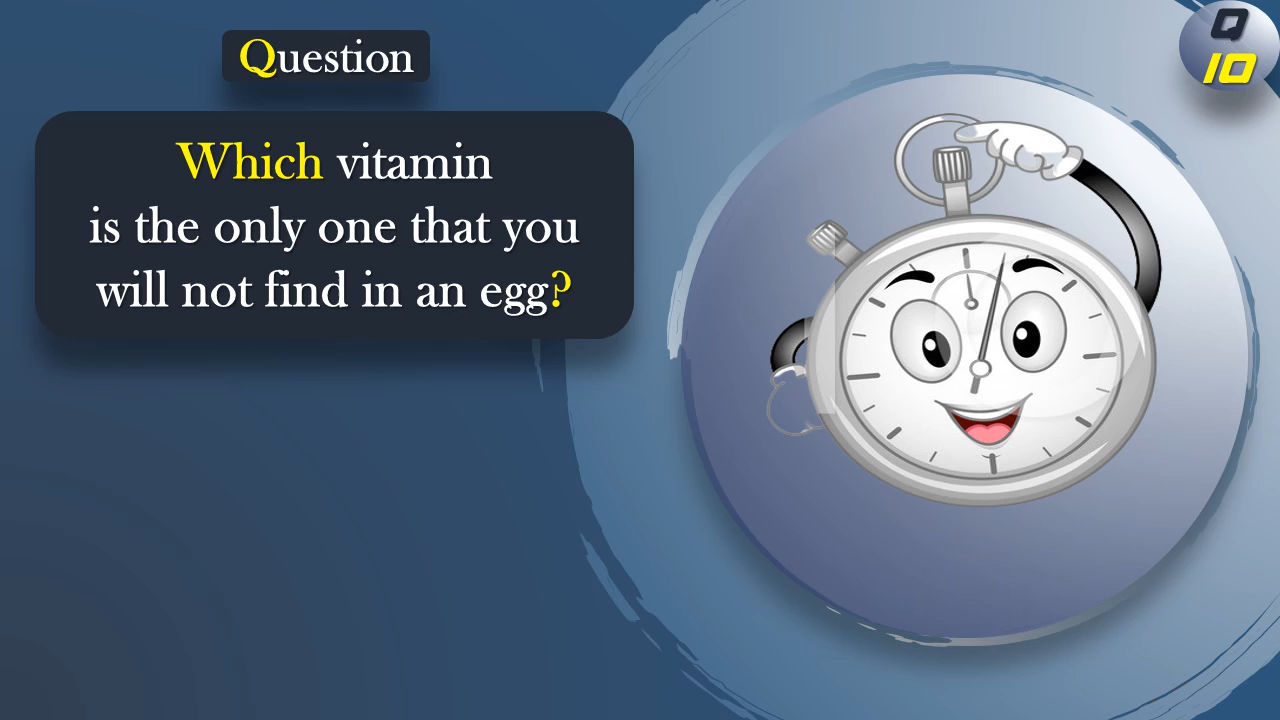 Question
Q
10
Which vitamin
is the only one that you
will not find in an egg?